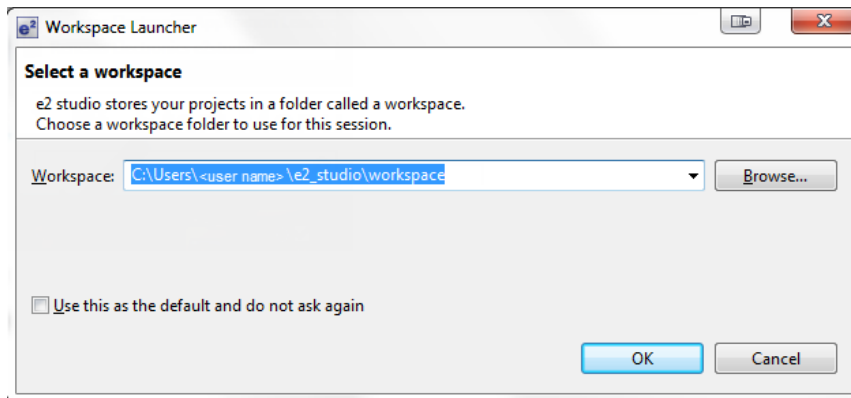 e² Workspace Launcher
Select a workspace
e2 studio stores your projects in a folder called a workspace.
Choose a workspace folder to use for this session.
Workspace: C:\Users\<user name>\e2_studio\workspace Browse...
Use this as the default and do not ask again
OK Cancel